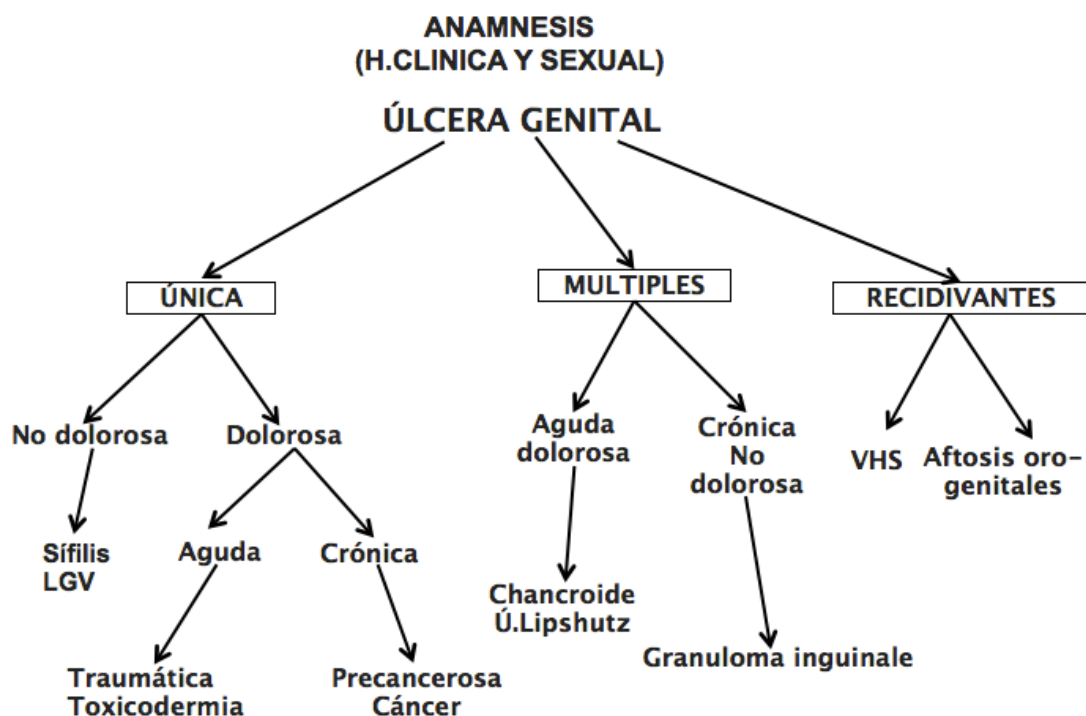 ANAMNESIS
(H.CLINICA Y SEXUAL)
ÚLCERA GENITAL
ÚNICA
MULTIPLES
RECIDIVANTES
No dolorosa
Dolorosa
Aguda
dolorosa
Crónica
No
dolorosa
VHS
Aftosis oro-
genitales
Sífilis
LGV
Aguda
Crónica
Chancroide
Ú.Lipshutz
Granuloma inguinale
Traumática
Toxicodermia
Precancerosa
Cáncer